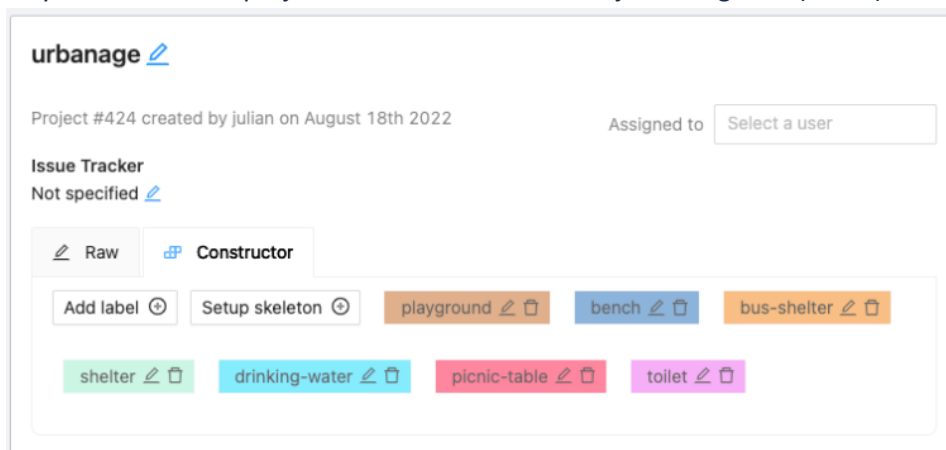 urbanage
Project #424 created by julian on August 18th 2022
Assigned to Select a user
Issue Tracker
Not specified
Raw Constructor
Add label Setup skeleton playground bench bus-shelter
shelter drinking-water picnic-table toilet